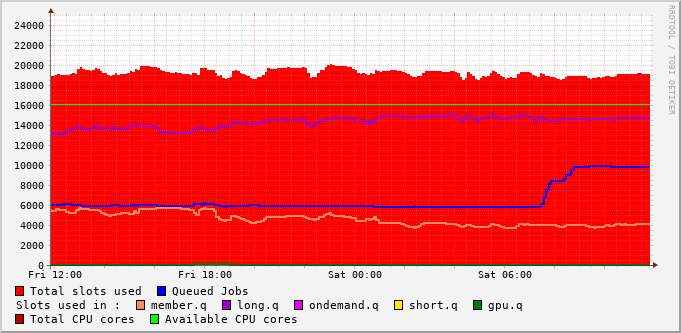 RRDTOOL / TOBI OETIKER
24000
22000
20000
18000
16000
14000
12000
10000
8000
6000
4000
2000
0
Fri 12:00 Fri 18:00 Sat 00:00 Sat 06:00
Total slots used Queued Jobs
Slots used in : member.q long.q ondemand.q short.q gpu.q
Total CPU cores Available CPU cores